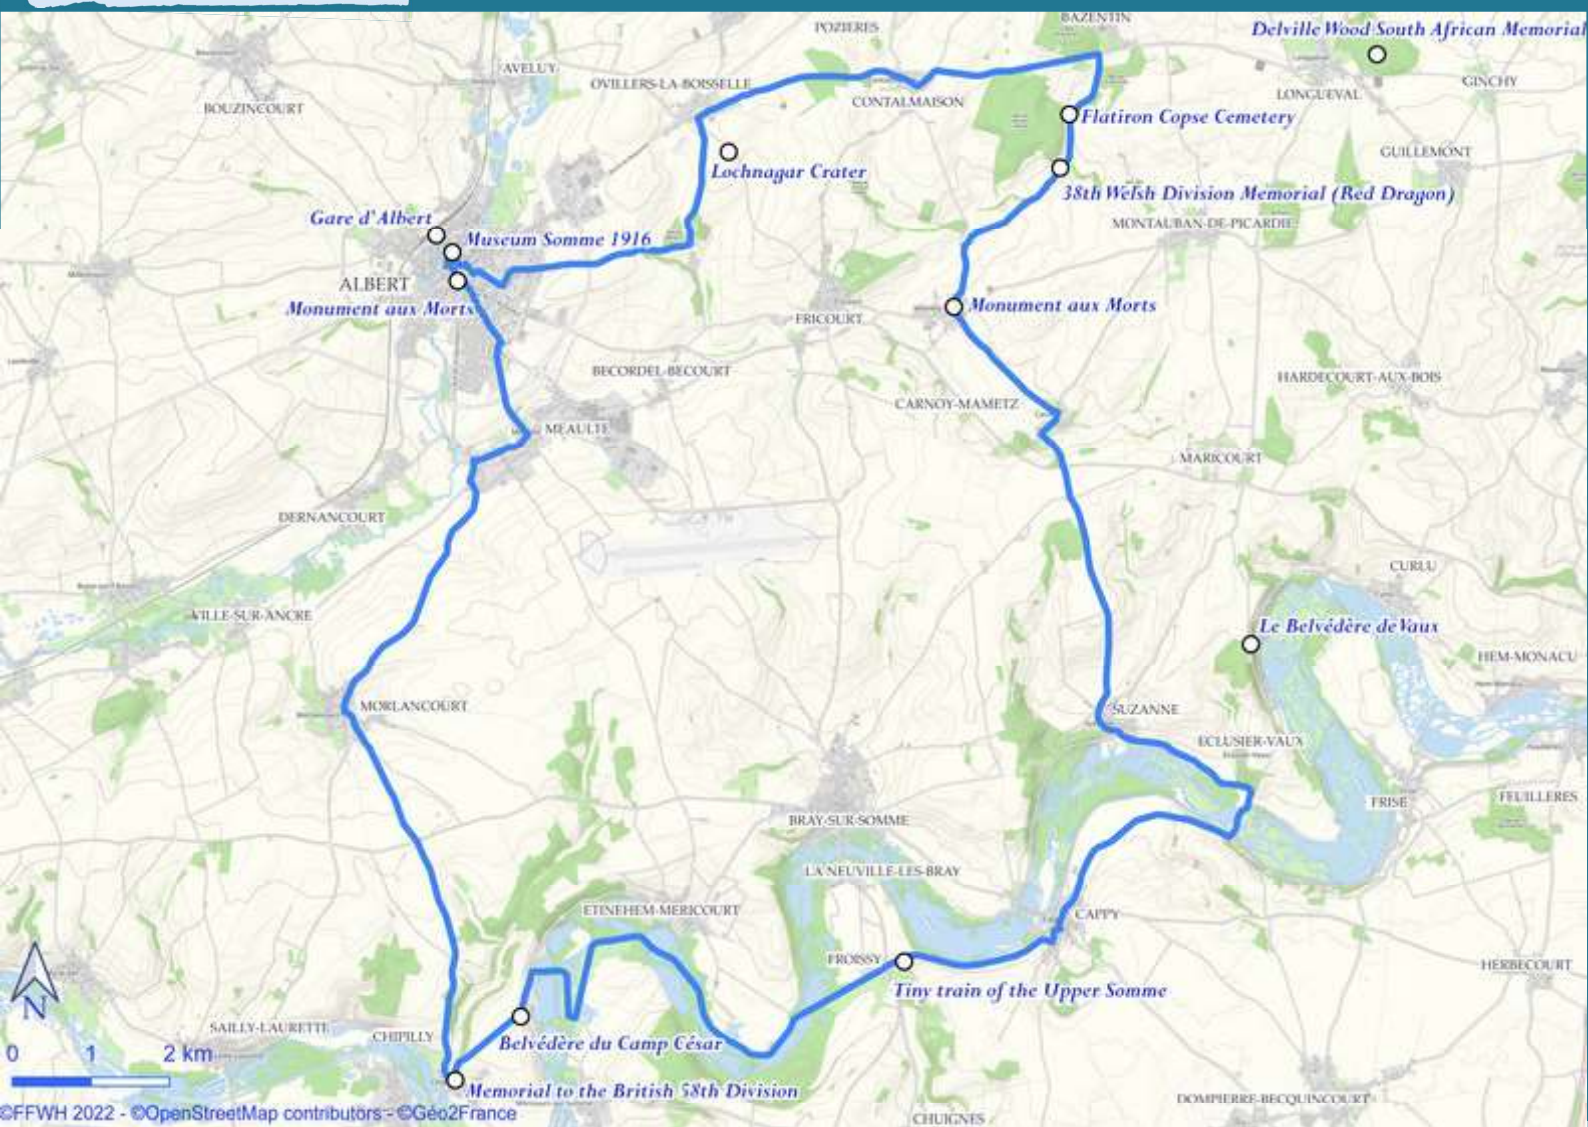 BAZENTIN
POZIERES
Delville Wood South African Memorial
AVELUY
OVILLERS-LA-BOISSELLE
GINCHY
BOUZINCOURT
CONTALMAISON
LONGUEVAL
Flatiron Copse Cemetery
GUILLEMONT
Lochnagar Crater
38th Welsh Division Memorial (Red Dragon)
Gare d'Albert
MONTAUBAN-DE-PICARDIE
Museum Somme 1916
ALBERT
Monument aux Morts
Monument aux Morts
FRICOURT
BECORDEL-BECOURT
HARDECOURT-AUX-BOIS
CARNOY-MAMETZ
MEAULTE
MARICOURT
DERNANCOURT
CURLU
VILLE-SUR-ANCRE
Le Belvédère de Vaux
HEM-MONACU
MORLANCOURT
SUZANNE
ECLUSIER-VAUX
FEUILLERES
FRISE
BRAY-SUR-SOMME
LA NEUVILLE-LES-BRAY
ETINEHEM-MERICOURT
CAPPY
FROISSY
HERBECOURT
Tiny train of the Upper Somme
N
SAILLY-LAURETTE
CHIPILLY
Belvédère du Camp César
0 1 2 km
Memorial to the British 58th Division
DOMPIERRE-BECQUINCOURT
©FFWH 2022 - ©OpenStreetMap contributors - ©Géo2France
CHUIGNES